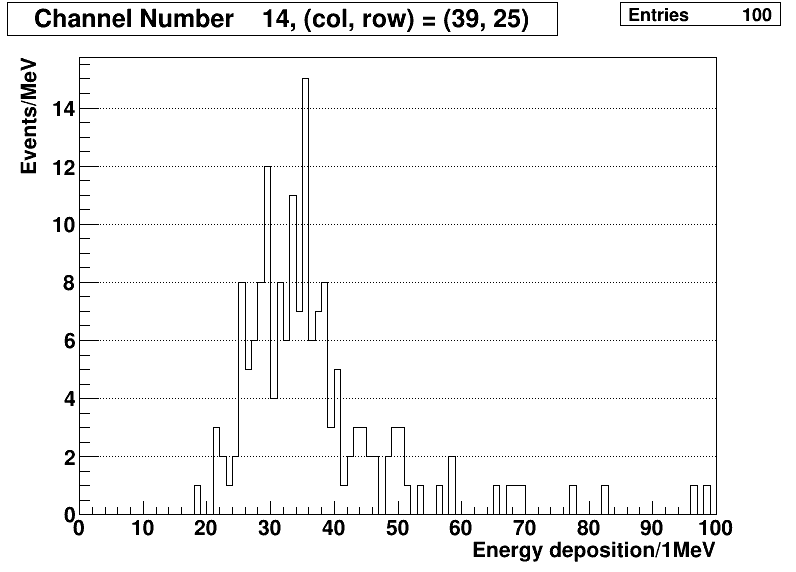 Channel Number 14, (col, row) = (39, 25)
Entries 100
Events/MeV
14
12
10
8
6
4
2
0
0 10 20 30 40 50 60 70 80 90 100
Energy deposition/1MeV